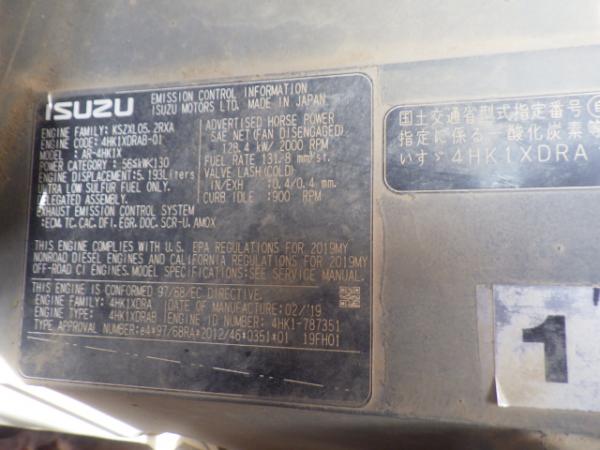 ISUZU
EMISSION CONTROL INFORMATION
ISUZU MOTORS LTD. MADE IN JAPAN
ENGINE FAMILY: KSZXL05.2RXA
ENGINE CODE: 4HK1XDRAB-01
MODEL : AR-4HK1X
POWER CATEGORY : 56≤kW<130
ENGINE DISPLACEMENT:5.193Liters
ULTRA LOW SULFUR FUEL ONLY.
DELEGATED ASSEMBLY.
EXHAUST EMISSION CONTROL SYSTEM
:ECM, TC, CAC, DFI, EGR, DOC, SCR-U, AMOX
ADVERTISED HORSE POWER
SAE NET (FAN DISENGAGED)
128.4 kW/ 2000 RPM
FUEL RATE 131.8 mm³/st.
VALVE LASH (COLD)
IN/EXH : 0.4/0.4 mm.
CURB IDLE: 900 RPM
THIS ENGINE COMPLIES WITH U.S. EPA REGULATIONS FOR 2019MY
NONROAD DIESEL ENGINES AND CALIFORNIA REGULATIONS FOR 2019MY
OFF-ROAD CI ENGINES. MODEL SPECIFICATIONS:SEE SERVICE MANUAL.
THIS ENGINE IS CONFORMED 97/68/EC DIRECTIVE.
ENGINE FAMILY: 4HK1XDRA DATE OF MANUFACTURE: 02/'19
ENGINE TYPE: 4HK1XDRAB ENGINE ID NUMBER: 4HK1-787351
TYPE APPROVAL NUMBER:e4*97/68RA*2012/46*0351*01 19FH01
国土交通省型式指定番号
指定に係る一酸化炭素等
いすゞ 4HK1XDRA
1